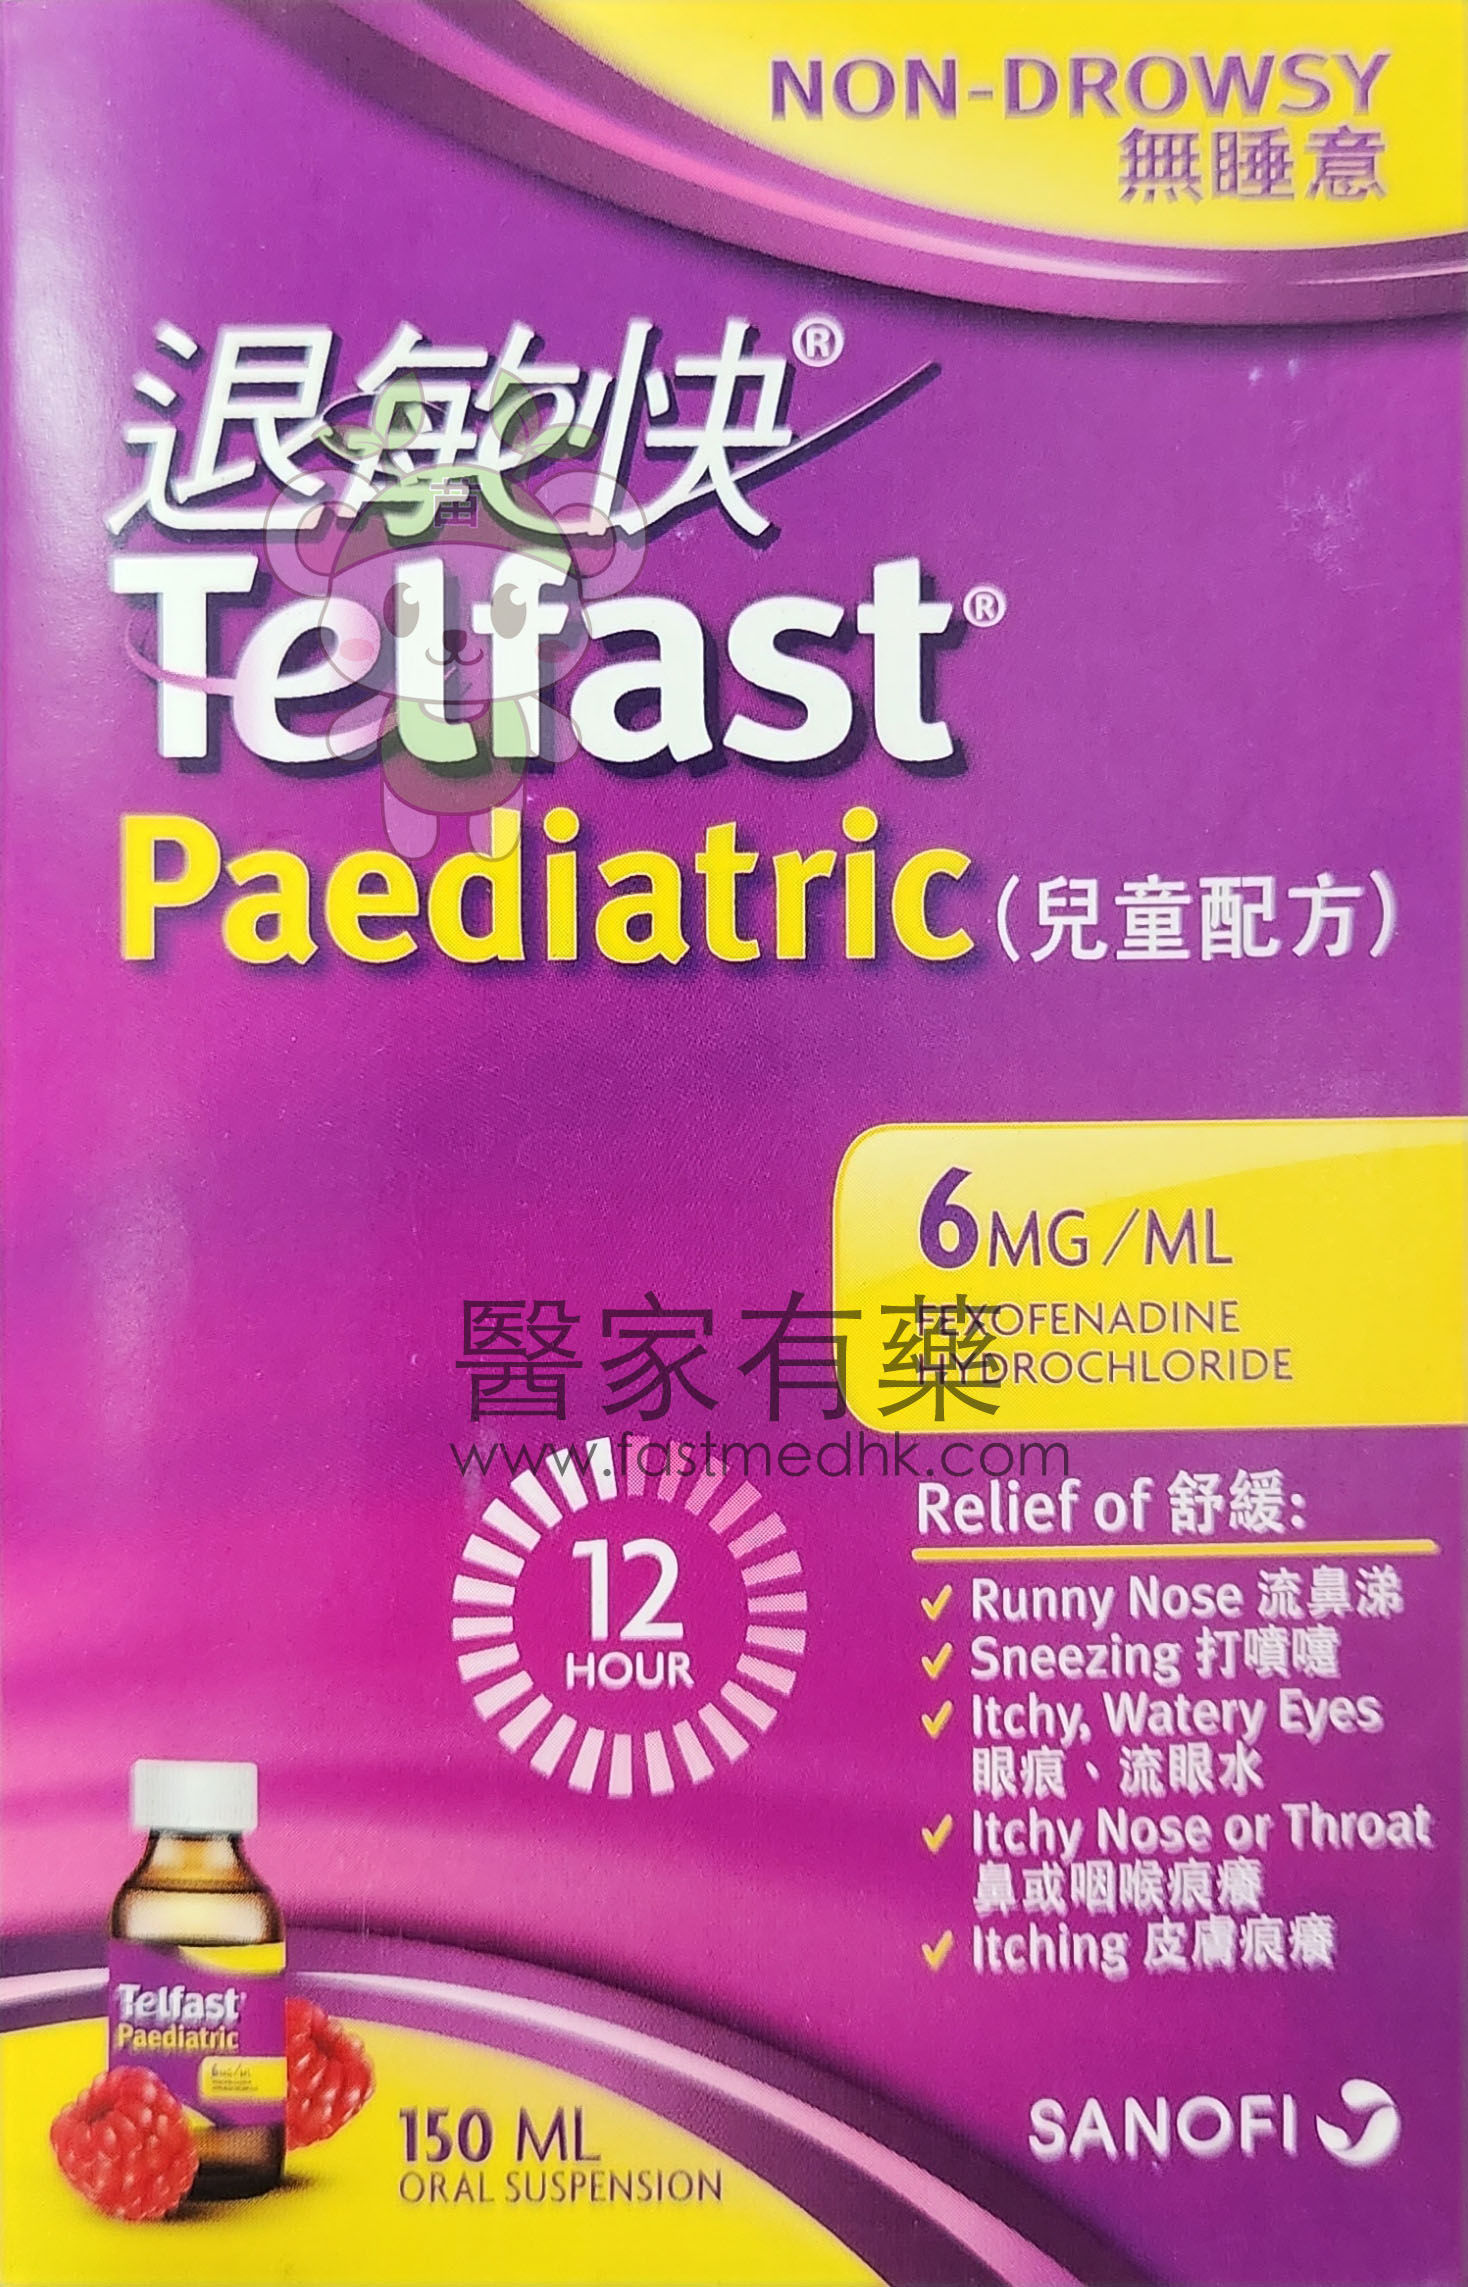 NON-DROWSY
無睡意
退敏快®
苗
Telfast®
Paediatric (兒童配方)
6MG/ML
FEXOFENADINE
HYDROCHLORIDE
醫家有藥
www.fastmedhk.com
12
HOUR
Relief of 舒緩:
Runny Nose 流鼻涕
Sneezing 打噴嚏
Itchy, Watery Eyes
眼痕、流眼水
Itchy Nose or Throat
鼻或咽喉痕癢
Itching 皮膚痕癢
Telfast
Paediatric
6MG/ML
150 ML
ORAL SUSPENSION
SANOFI